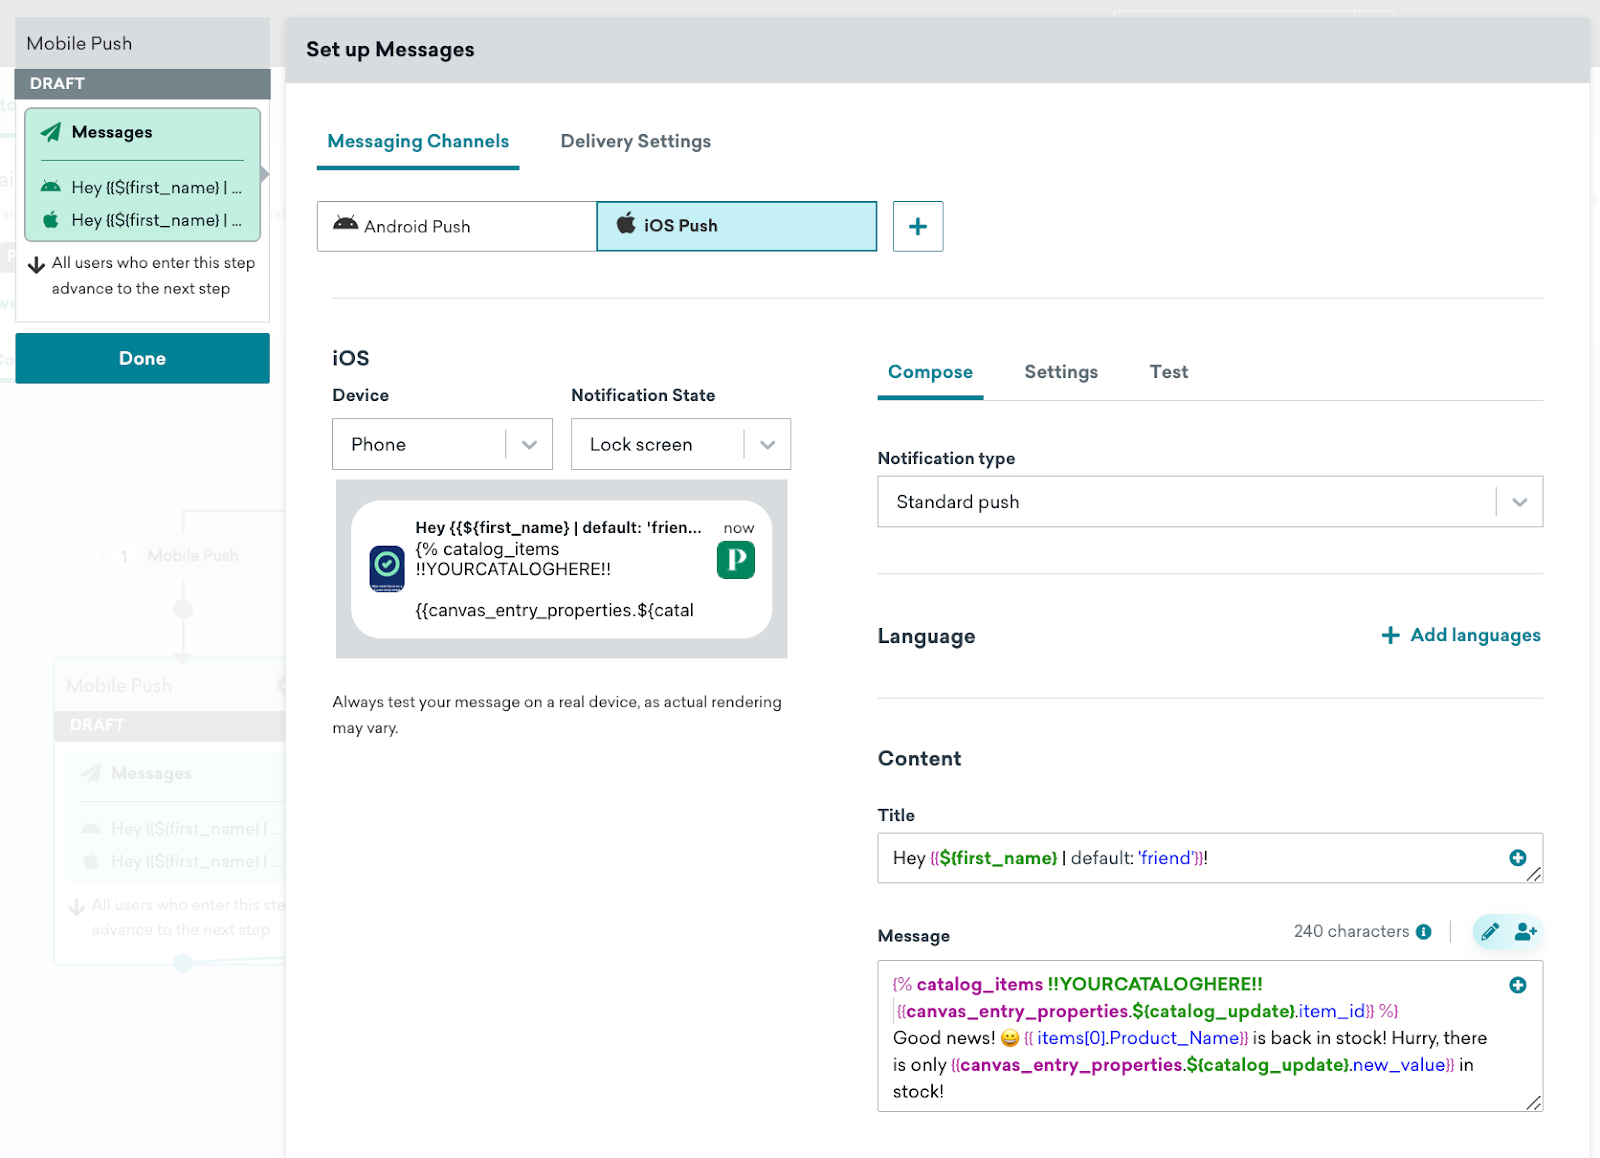 Mobile Push
DRAFT
Messages
Hey {{${first_name} | ...
Hey {{${first_name} | ...
All users who enter this step
advance to the next step
Done
1 Mobile Push
Mobile Push
DRAFT
Messages
Hey {{${first_name} | ...
Hey {{${first_name} | ...
All users who enter this ste
advance to the next step
Set up Messages
Messaging Channels
Delivery Settings
Android Push
iOS Push
iOS
Device
Notification State
Phone
Lock screen
Hey {{${first_name} | default: 'frien...
now
{% catalog_items
!!YOURCATALOGHERE!!
{{canvas_entry_properties.${catal
P
Always test your message on a real device, as actual rendering
may vary.
Compose
Settings
Test
Notification type
Standard push
Language
Add languages
Content
Title
Hey {{${first_name} | default: 'friend'}}!
Message
240 characters
{% catalog_items !!YOURCATALOGHERE!!
{{canvas_entry_properties.${catalog_update}.item_id}} %}
Good news! 😀 {{ items[0].Product_Name}} is back in stock! Hurry, there
is only {{canvas_entry_properties.${catalog_update}.new_value}} in
stock!